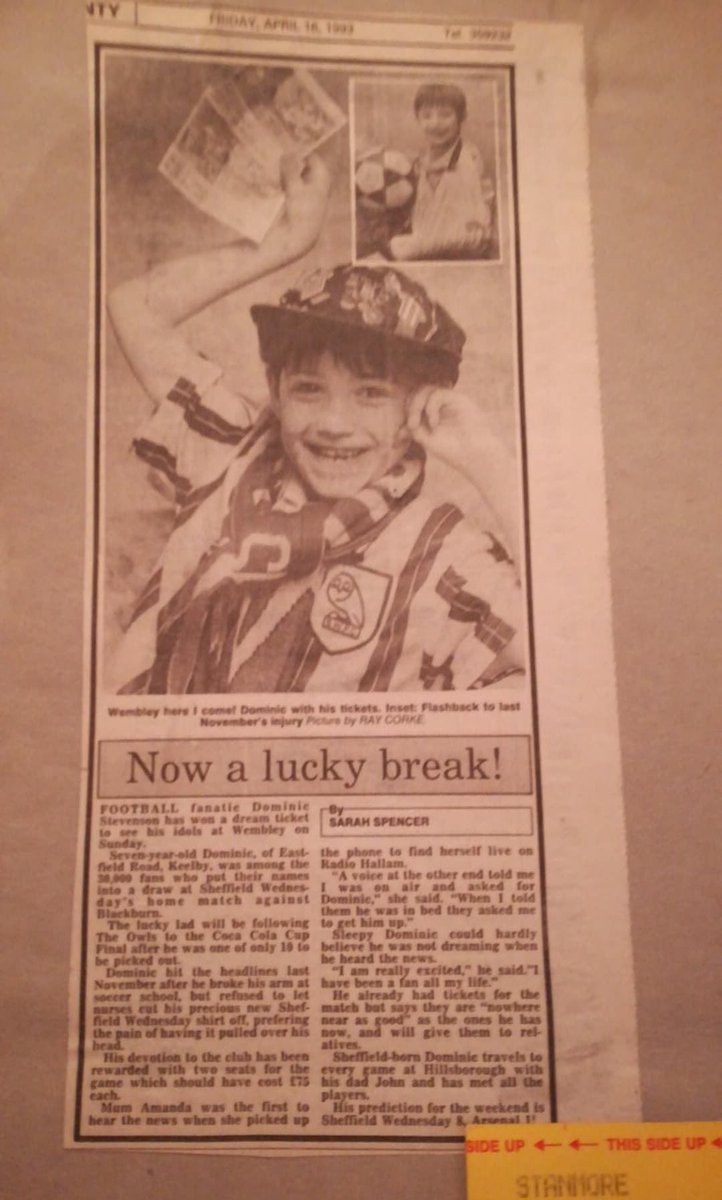 NTY
FRIDAY, APRIL 16, 1993
Tel
Wembley here I come! Dominic with his tickets. Inset: Flashback to last
November's injury Picture by RAY CORKE
Now a lucky break!
FOOTBALL fanatic Dominic
Stevenson has won a dream ticket
to see his idols at Wembley on
Sunday.
Seven-year-old Dominic, of East-
field Road, Keelby, was among the
30,000 fans who put their names
into a draw at Sheffield Wednes-
day's home match against
Blackburn.
The lucky lad will be following
The Owls to the Coca Cola Cup
Final after he was one of only 10 to
be picked out.
Dominic hit the headlines last
November after he broke his arm at
soccer school, but refused to let
nurses cut his precious new Shef-
field Wednesday shirt off, prefering
the pain of having it pulled over his
head.
His devotion to the club has been
rewarded with two seats for the
game which should have cost £75
each.
Mum Amanda was the first to
hear the news when she picked up
By
SARAH SPENCER
the phone to find herself live on
Radio Hallam.
"A voice at the other end told me
I was on air and asked for
Dominic," she said. "When I told
them he was in bed they asked me
to get him up."
Sleepy Dominic could hardly
believe he was not dreaming when
he heard the news.
"I am really excited," he said."I
have been a fan all my life."
He already had tickets for the
match but says they are "nowhere
near as good" as the ones he has
now, and will give them to rel-
atives.
Sheffield-born Dominic travels to
every game at Hillsborough with
his dad John and has met all the
players.
His prediction for the weekend is
Sheffield Wednesday 8, Arsenal 1!
SIDE UP ← ← THIS SIDE UP
STANMORE